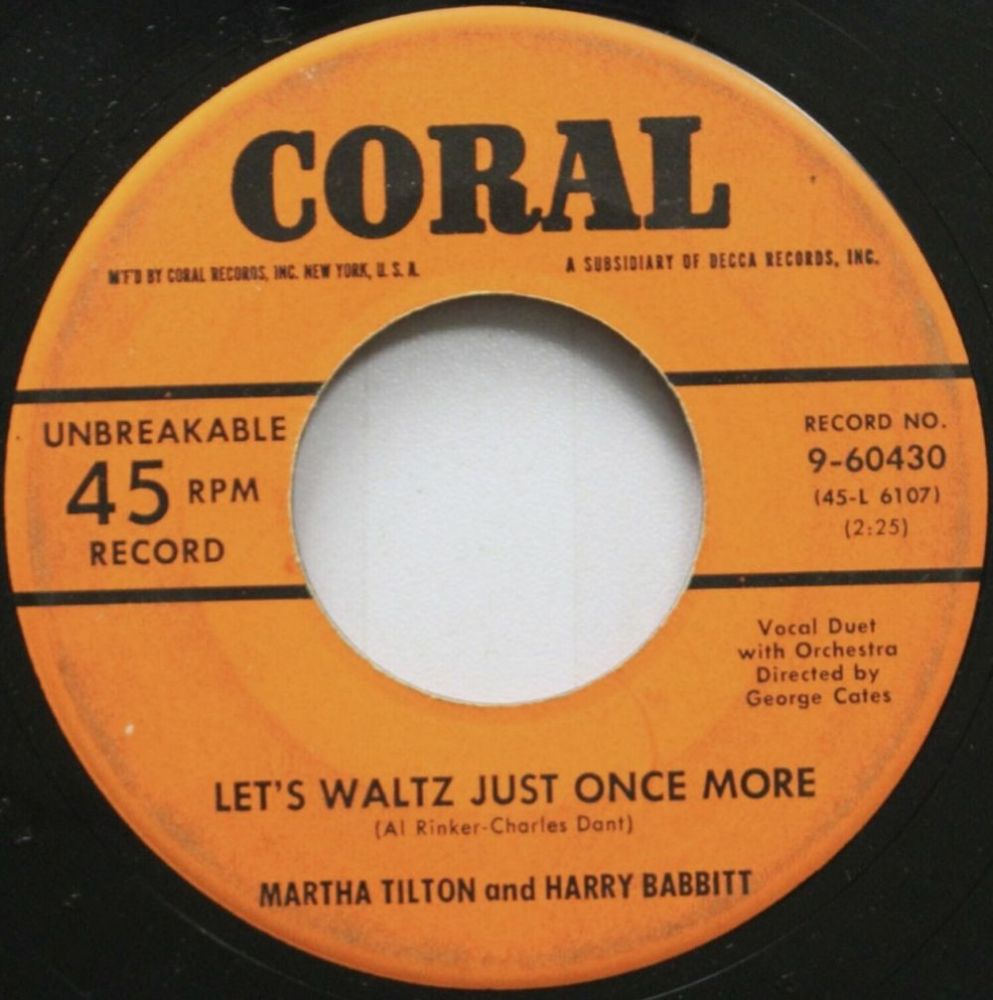 CORAL
M'F'D BY CORAL RECORDS, INC. NEW YORK, U. S. A.
A SUBSIDIARY OF DECCA RECORDS, INC.
UNBREAKABLE
45 RPM
RECORD
RECORD NO.
9-60430
(45-L 6107)
(2:25)
Vocal Duet
with Orchestra
Directed by
George Cates
LET'S WALTZ JUST ONCE MORE
(Al Rinker-Charles Dant)
MARTHA TILTON and HARRY BABBITT